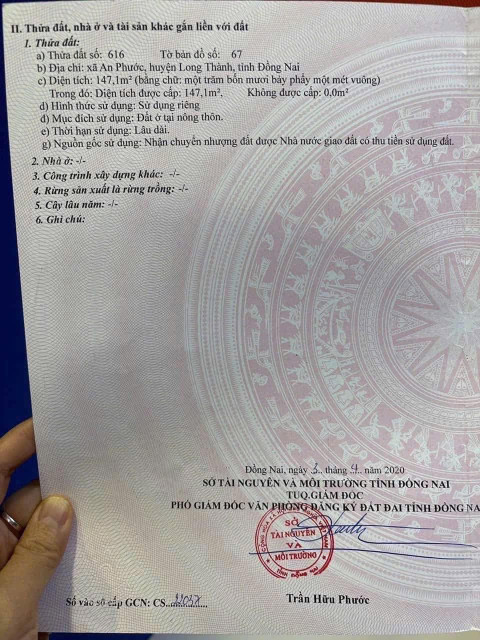 II. Thửa đất, nhà ở và tài sản khác gắn liền với đất
1. Thửa đất:
a) Thửa đất số: 616 Tờ bản đồ số: 67
b) Địa chỉ: xã An Phước, huyện Long Thành, tỉnh Đồng Nai
c) Diện tích: 147,1m² (bằng chữ: một trăm bốn mươi bảy phẩy một mét vuông)
Trong đó: Diện tích được cấp: 147,1m², Không được cấp: 0,0m²
d) Hình thức sử dụng: Sử dụng riêng
đ) Mục đích sử dụng: Đất ở tại nông thôn.
e) Thời hạn sử dụng: Lâu dài.
g) Nguồn gốc sử dụng: Nhận chuyển nhượng đất được Nhà nước giao đất có thu tiền sử dụng đất.
2. Nhà ở: -/-
3. Công trình xây dựng khác: -/-
4. Rừng sản xuất là rừng trồng: -/-
5. Cây lâu năm: -/-
6. Ghi chú:
Đồng Nai, ngày 3 tháng 4 năm 2020
SỞ TÀI NGUYÊN VÀ MÔI TRƯỜNG TỈNH ĐỒNG NAI
TUQ.GIÁM ĐỐC
PHÓ GIÁM ĐỐC VĂN PHÒNG ĐĂNG KÝ ĐẤT ĐAI TỈNH ĐỒNG NA
SỞ
TÀI NGUYÊN
VÀ
MÔI TRƯỜNG
TỈNH ĐỒNG NAI
Trần Hữu Phước
Số vào sổ cấp GCN: CS